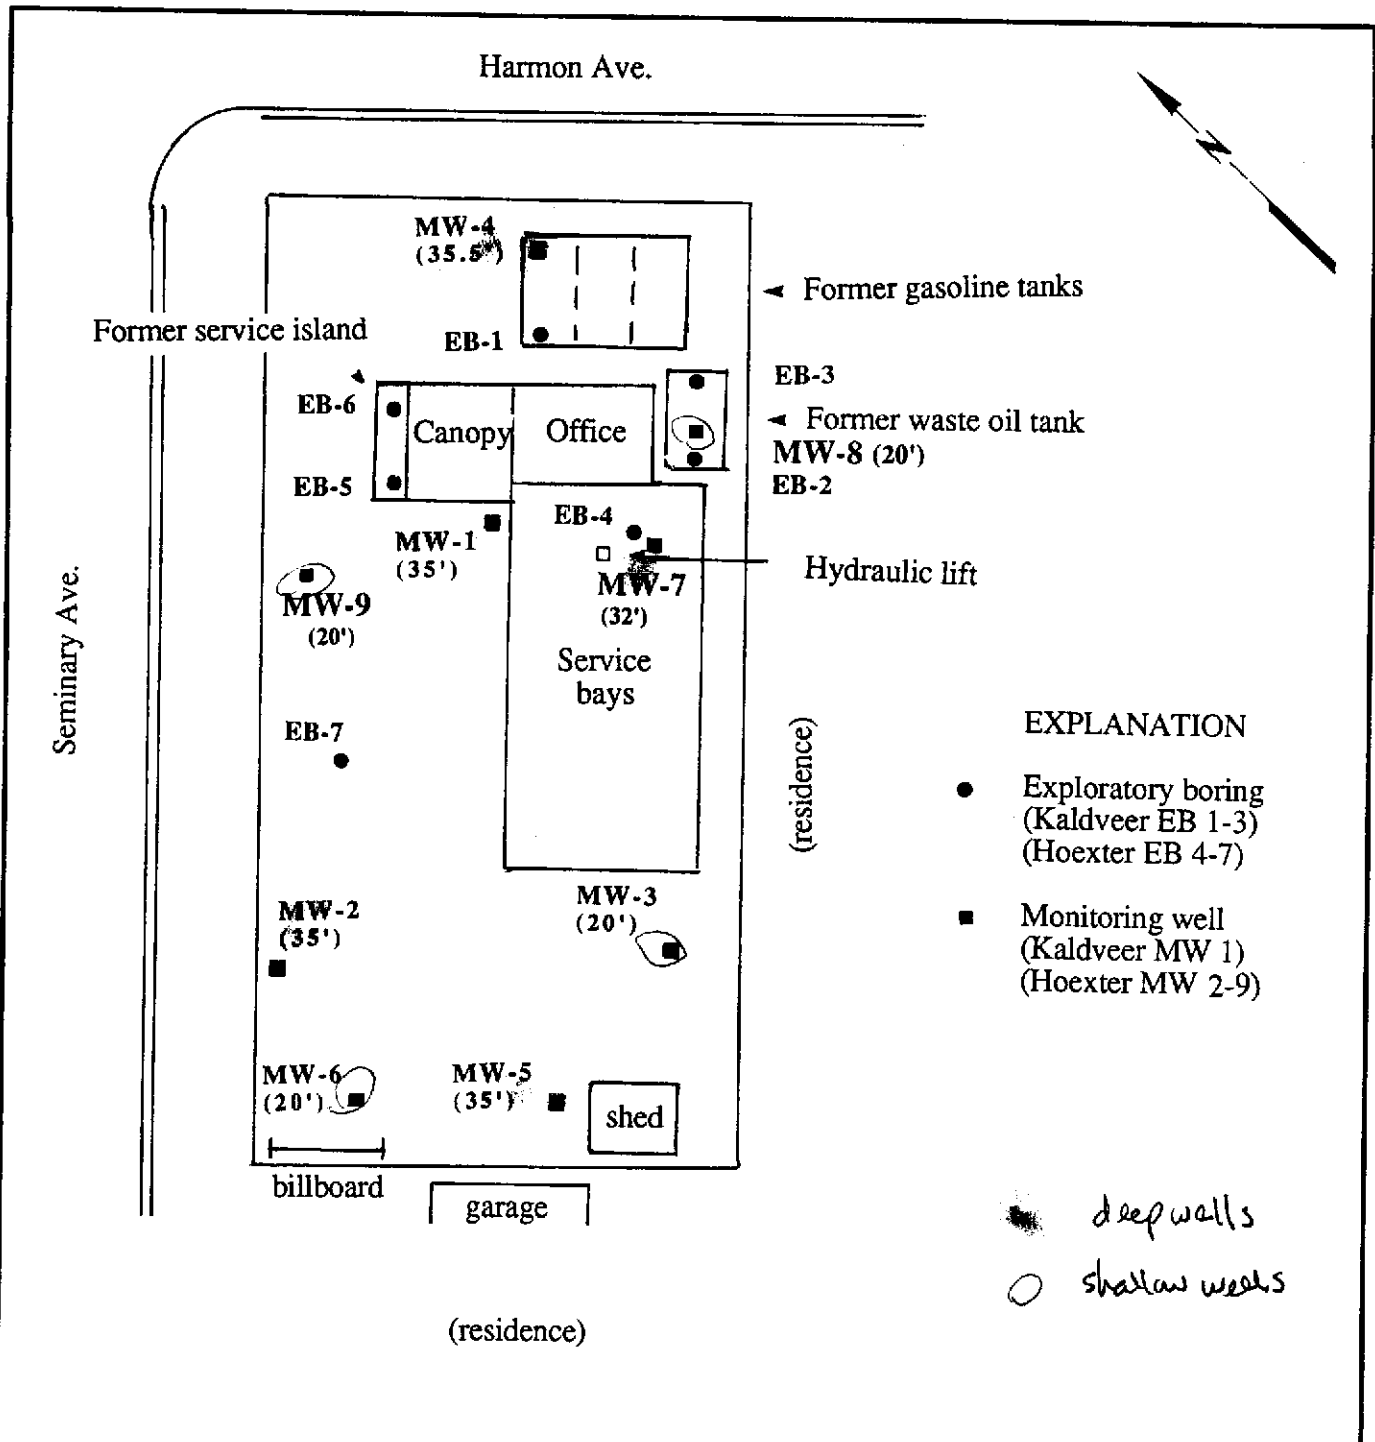 Harmon Ave.
N
MW-4
(35.5')
Former gasoline tanks
Former service island
EB-1
EB-3
EB-6
Canopy
Office
Former waste oil tank
MW-8 (20')
EB-5
EB-2
EB-4
MW-1
(35')
Hydraulic lift
MW-7
(32')
MW-9
(20')
Seminary Ave.
Service
bays
EB-7
(residence)
EXPLANATION
Exploratory boring
(Kaldveer EB 1-3)
(Hoexter EB 4-7)
MW-2
(35')
MW-3
(20')
Monitoring well
(Kaldveer MW 1)
(Hoexter MW 2-9)
MW-6
(20')
MW-5
(35')
shed
billboard
garage
deep wells
shallow wells
(residence)